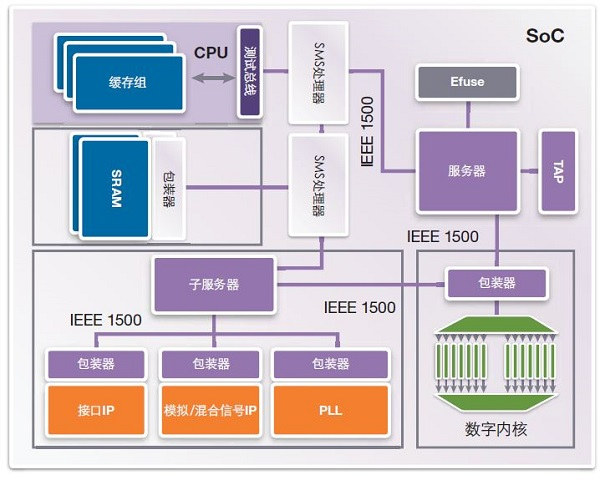 SoC
CPU
缓存组
测试总线
SMS处理器
IEEE 1500
Efuse
SRAM
包装器
SMS处理器
服务器
TAP
IEEE 1500
子服务器
包装器
IEEE 1500
IEEE 1500
包装器
包装器
包装器
接口IP
模拟/混合信号IP
PLL
数字内核